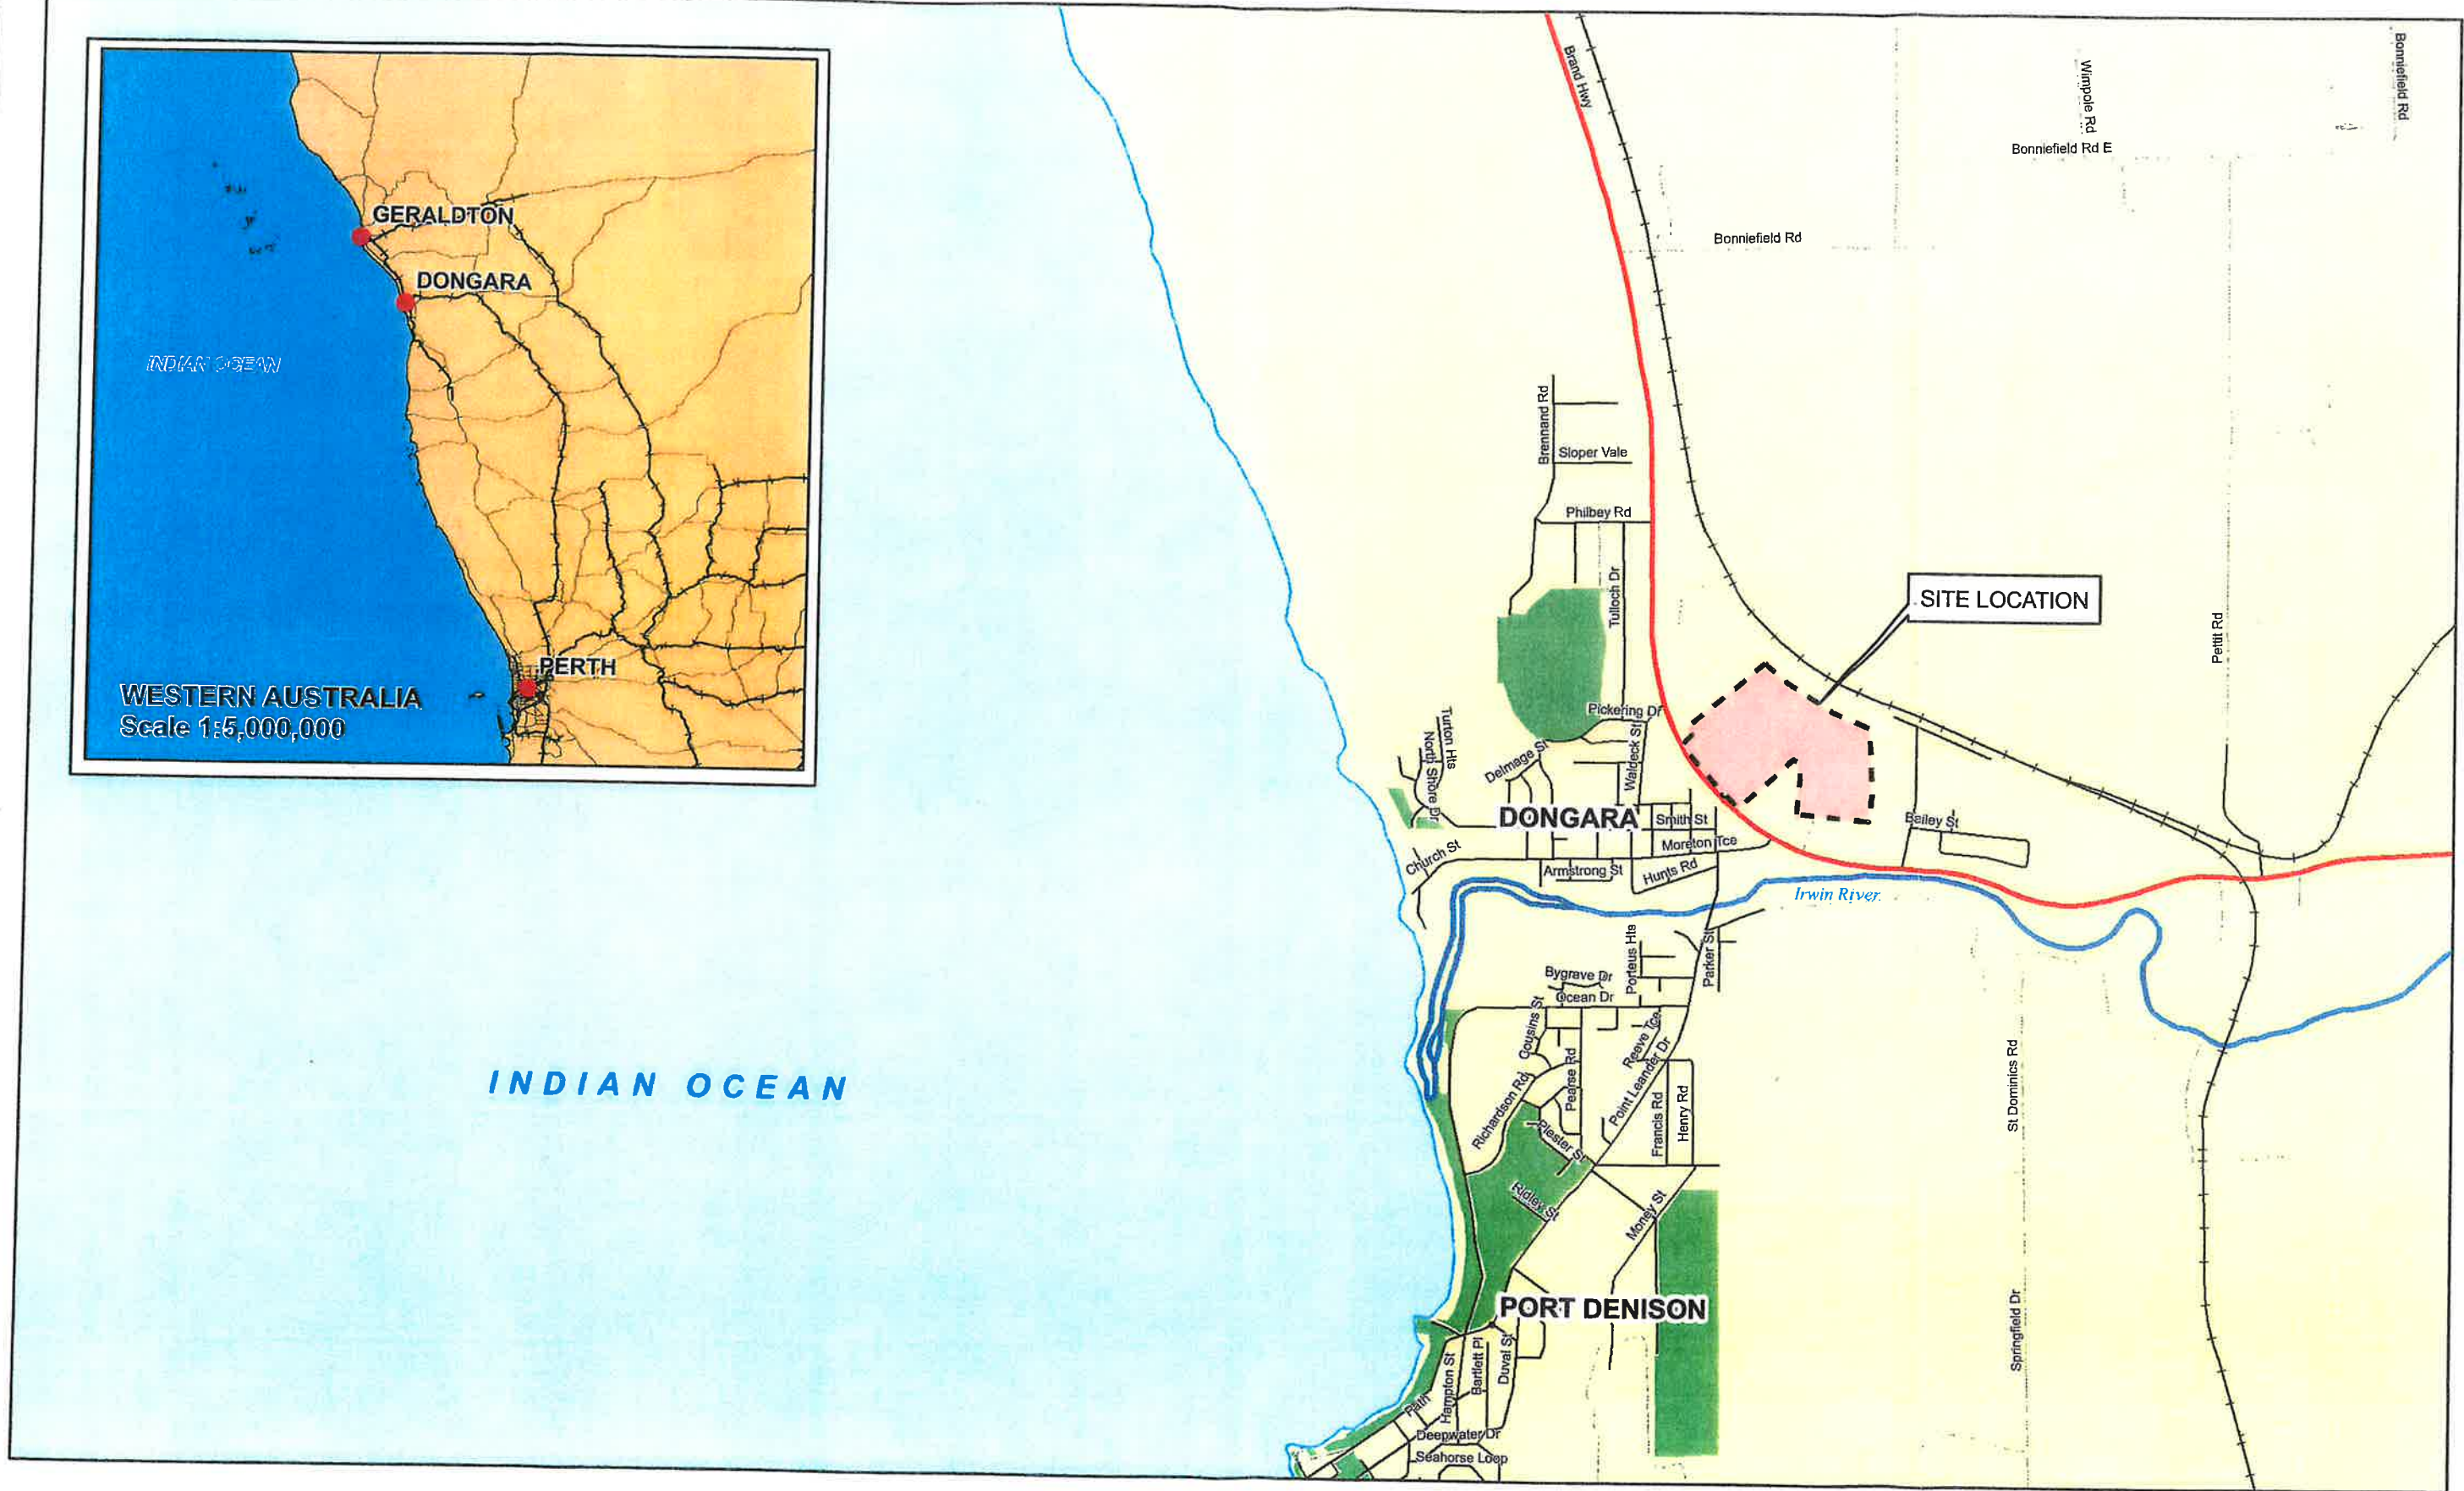 GERALDTON
DONGARA
INDIAN OCEAN
PERTH
WESTERN AUSTRALIA
Scale 1:5,000,000
Brand Hwy
Wimpole Rd
Bonniefield Rd
Bonniefield Rd E
Bonniefield Rd
Brennand Rd
Sloper Vale
Philbey Rd
Tulloch Dr
SITE LOCATION
Pettit Rd
Pickering Dr
Turton Hts
North Shore Dr
Delmage St
Waldeck St
DONGARA
Smith St
Bailey St
Moreton Tce
Church St
Armstrong St
Hunts Rd
Irwin River
Porteus Hts
Parker St
Bygrave Dr
Ocean Dr
Cousins St
Reave Tce
INDIAN OCEAN
Pearse Rd
Point Leander Dr
Richardson Rd
Francis Rd
Henry Rd
St Dominics Rd
Plester St
Ridley St
Money St
PORT DENISON
Springfield Dr
Hampton St
Bartlett Pl
Duval St
Path
Deepwater Dr
Seahorse Loop